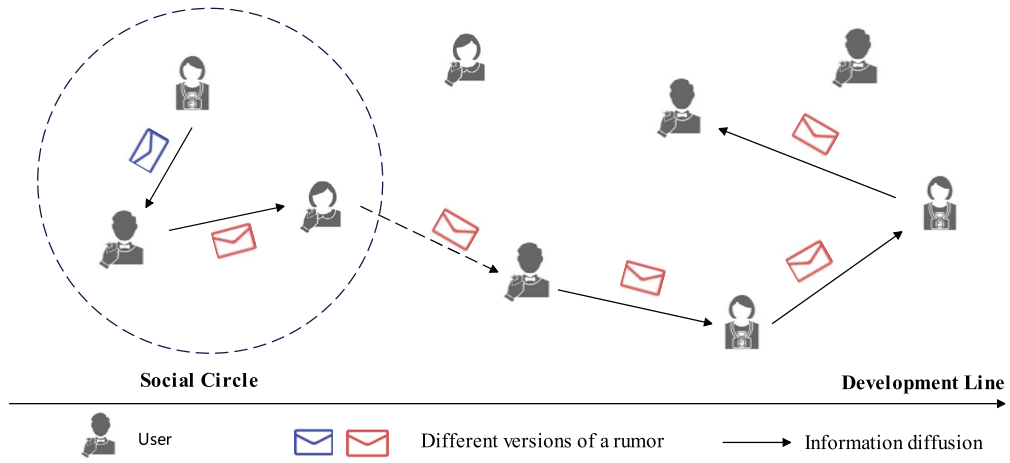 Social Circle
Development Line
User
Different versions of a rumor
Information diffusion